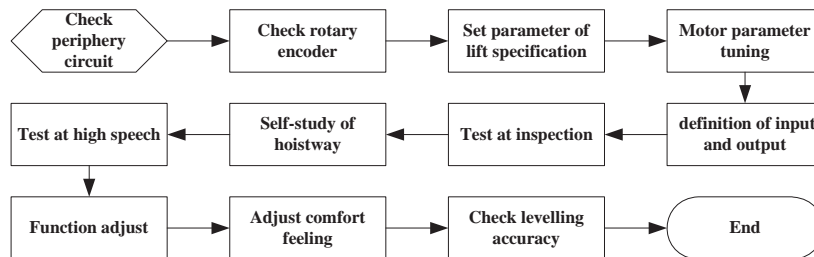 Check
periphery
circuit
Check rotary
encoder
Set parameter of
lift specification
Motor parameter
tuning
definition of input
and output
Test at inspection
Self-study of
hoistway
Test at high speech
Function adjust
Adjust comfort
feeling
Check levelling
accuracy
End